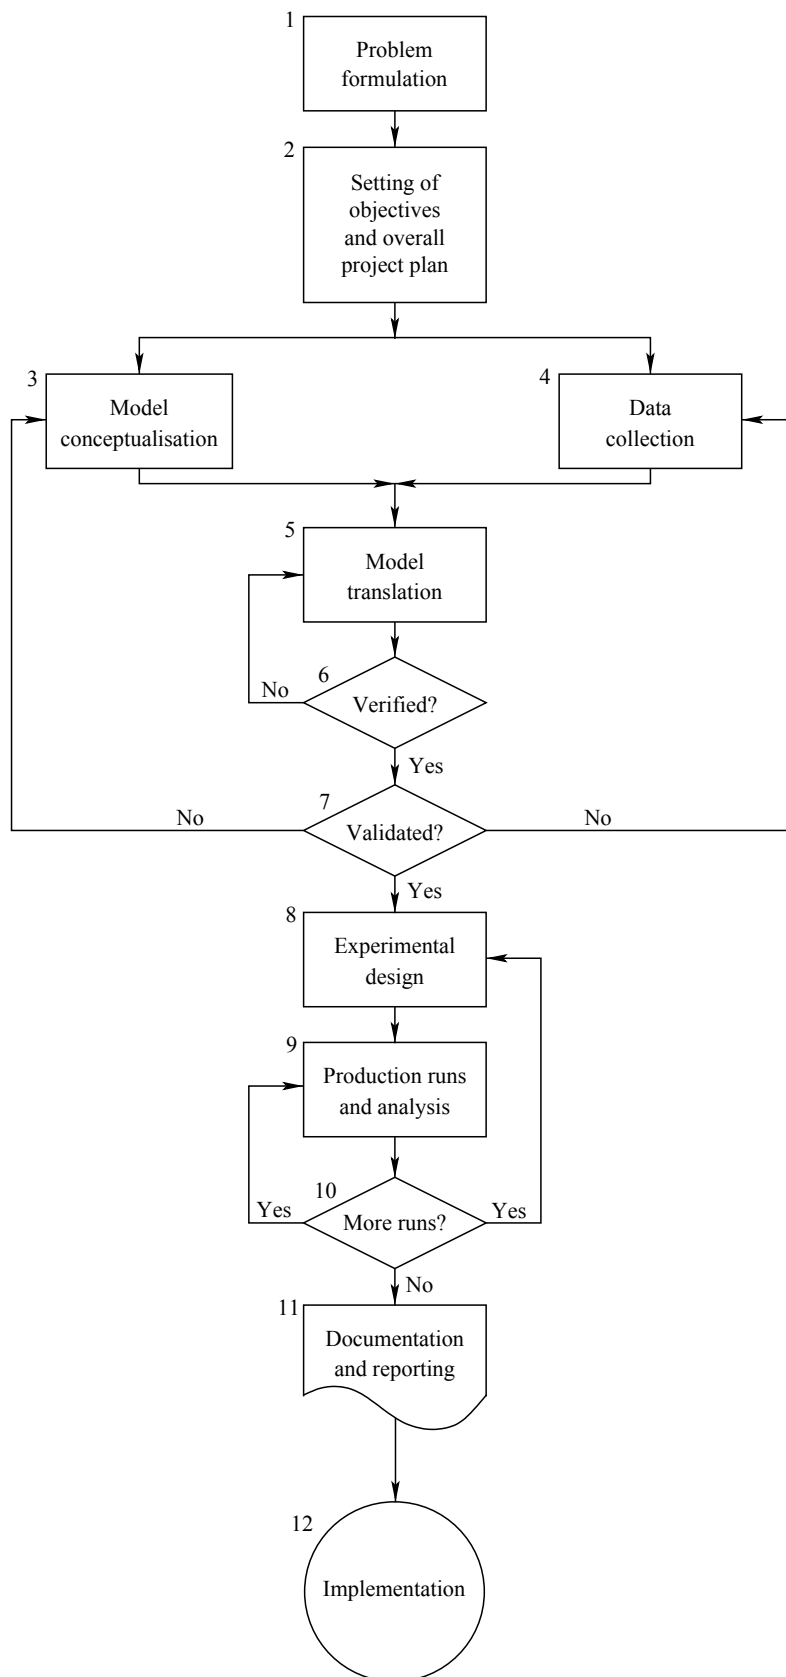 1
Problem
formulation
2
Setting of
objectives
and overall
project plan
3
Model
conceptualisation
4
Data
collection
5
Model
translation
6
No
Verified?
Yes
7
No
Validated?
No
Yes
8
Experimental
design
9
Production runs
and analysis
10
Yes
More runs?
Yes
No
11
Documentation
and reporting
12
Implementation